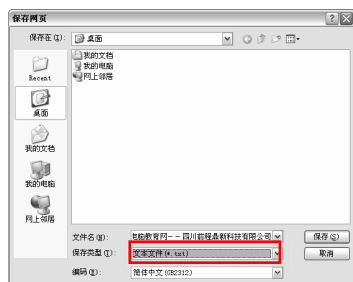 保存网页
保存在(I):
桌面
我的文档
我的电脑
网上邻居
Recent
桌面
我的文档
我的电脑
网上邻居
文件名(N):
电脑教育网--四川前程鼎新科技有限公司
保存(S)
保存类型(T):
文本文件(*.txt)
取消
编码(E):
简体中文(GB2312)